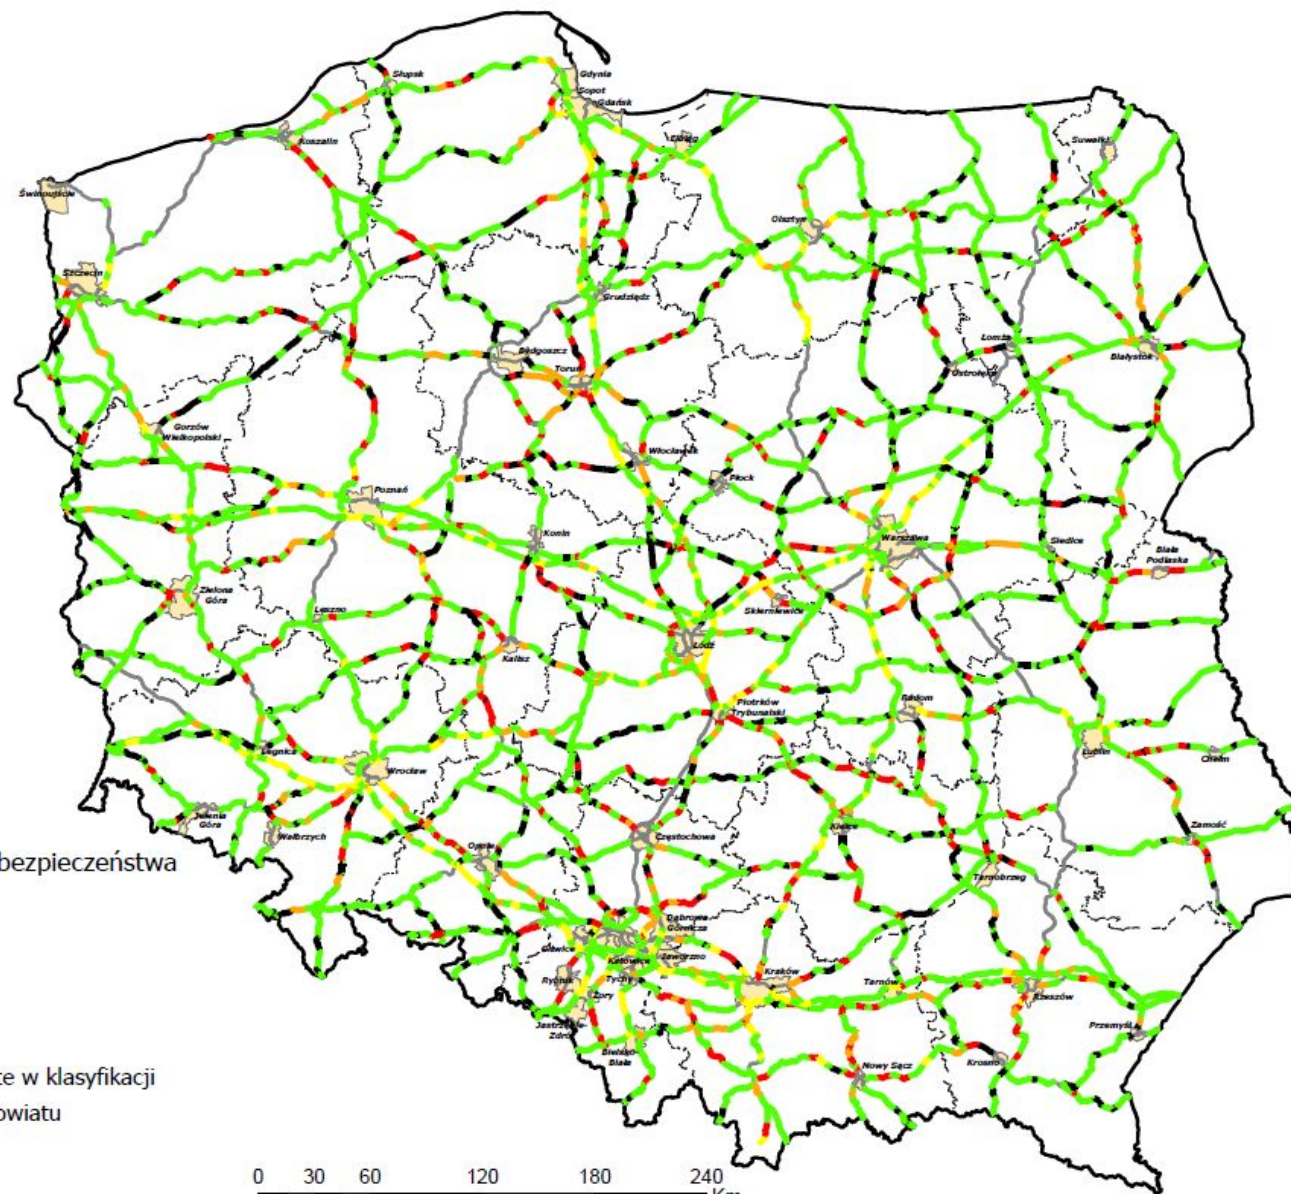 Słupsk
Gdynia
Sopot
Gdańsk
Koszalin
Elbląg
Suwałki
Świnoujście
Olsztyn
Szczecin
Grudziądz
Łomża
Białystok
Bydgoszcz
Ostrołęka
Toruń
Gorzów
Wielkopolski
Włocławek
Płock
Poznań
Konin
Warszawa
Siedlce
Biała
Podlaska
Zielona
Góra
Leszno
Skierniewice
Łódź
Kalisz
Radom
Piotrków
Trybunalski
Lublin
Chełm
Legnica
Wrocław
Jelenia
Góra
Wałbrzych
Kielce
Zamość
Częstochowa
Opole
bezpieczeństwa
Tarnobrzeg
Dąbrowa
Górnicza
Gliwice
Katowice
Jaworzno
Rybnik
Tychy
Kraków
Tarnów
Żory
Rzeszów
Jastrzębie-
Zdrój
Przemyśl
Bielsko-
Biała
Nowy Sącz
Krosno
te w klasyfikacji
owiatu
0 30 60 120 180 240
Km